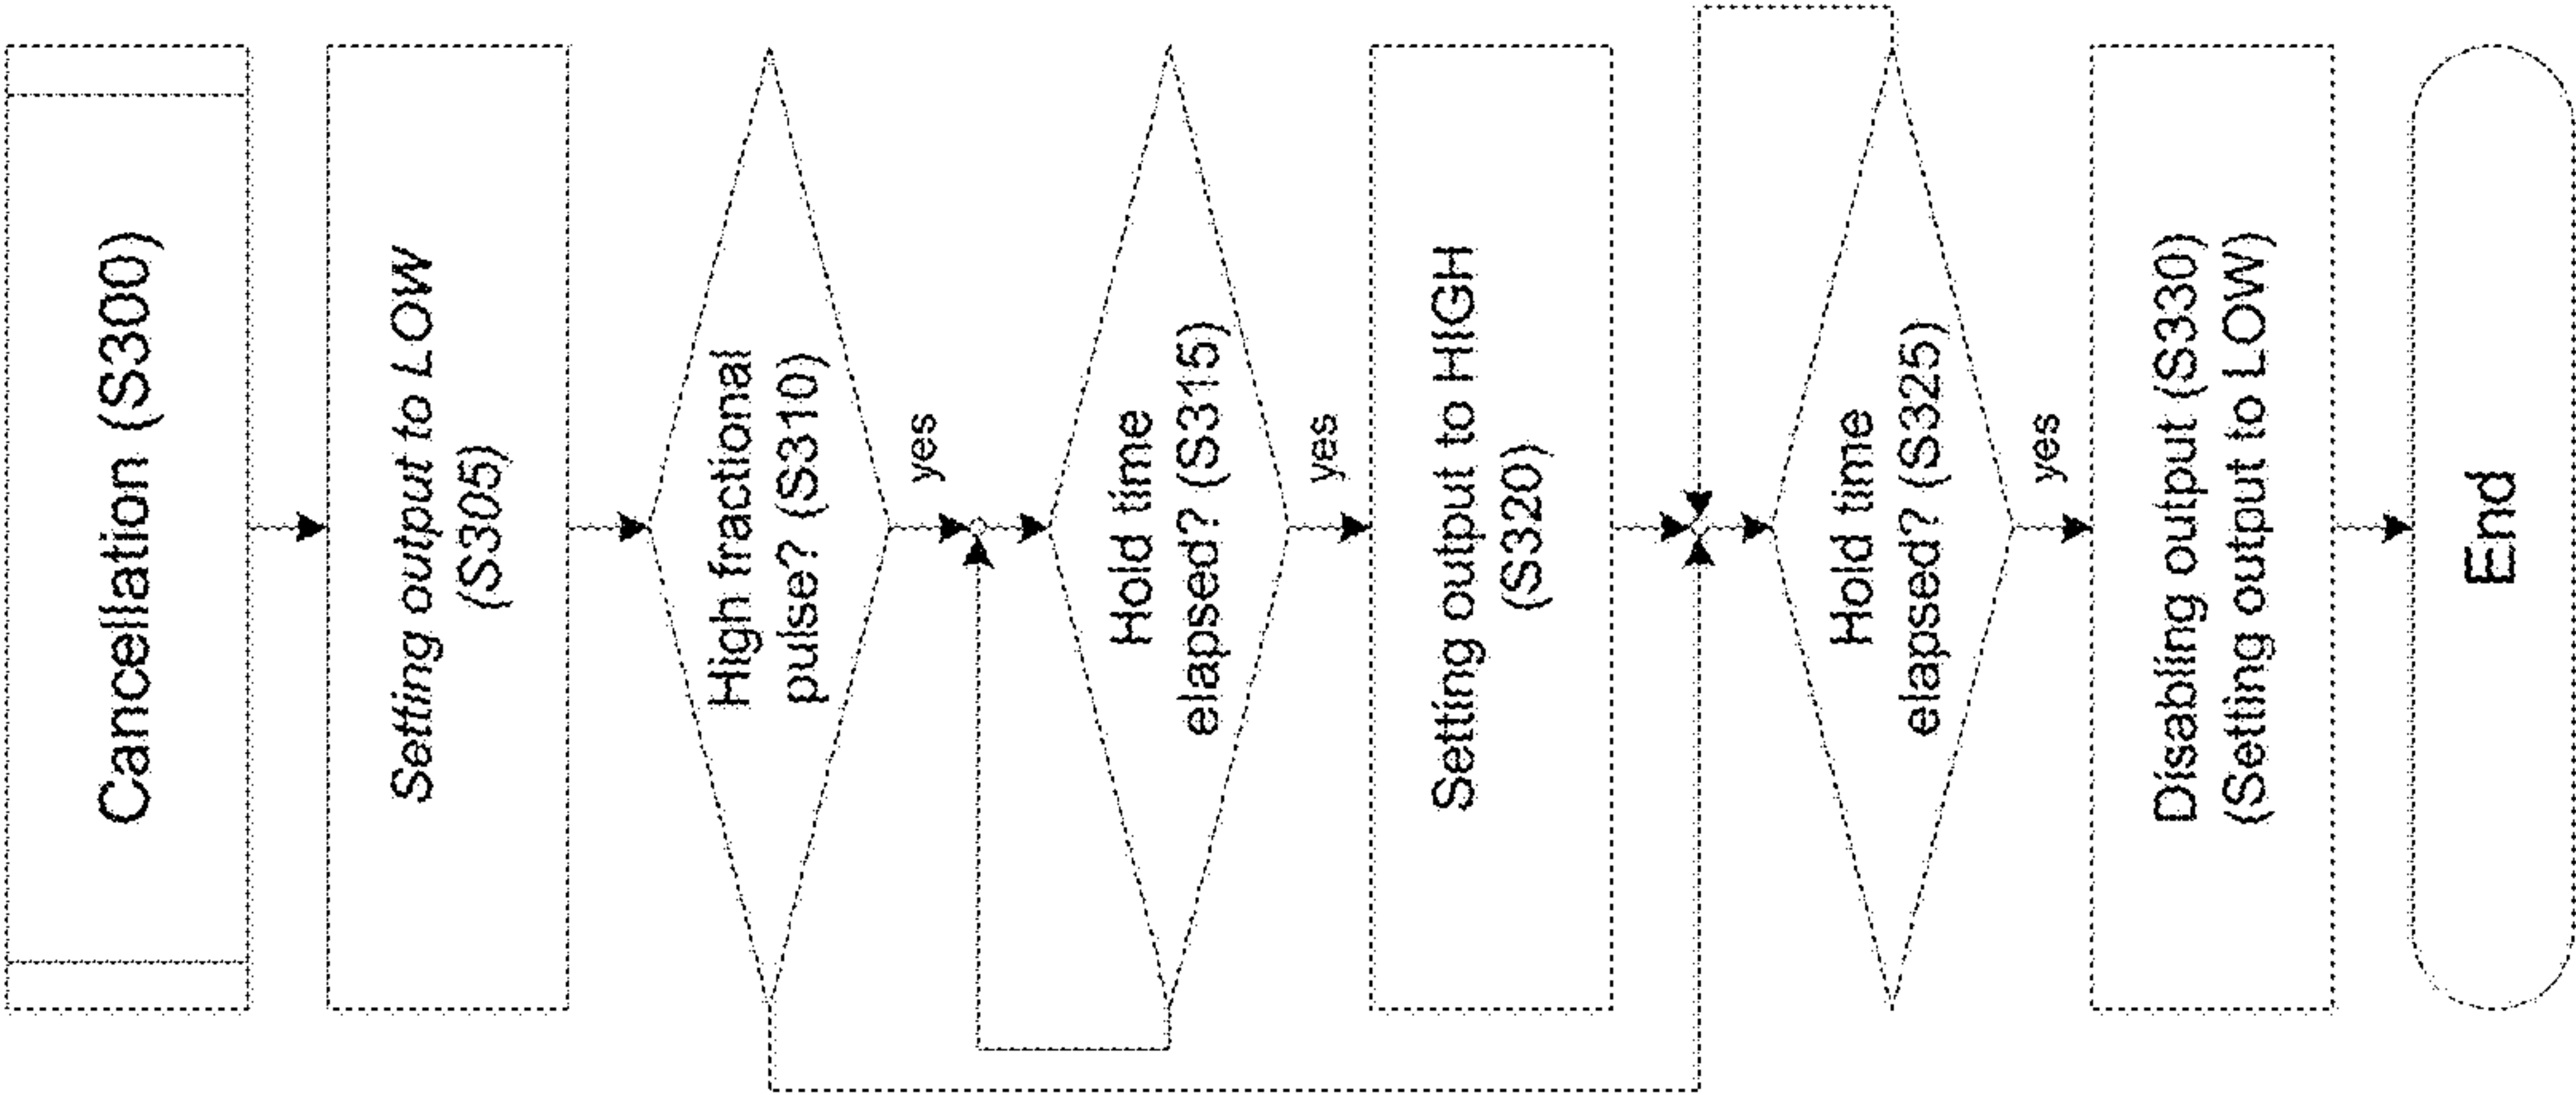 Cancellation (S300)
Setting output to LOW
(S305)
High fractional
pulse? (S310)
yes
Hold time
elapsed? (S315)
yes
Setting output to HIGH
(S320)
Hold time
elapsed? (S325)
yes
Disabling output (S330)
(Setting output to LOW)
End